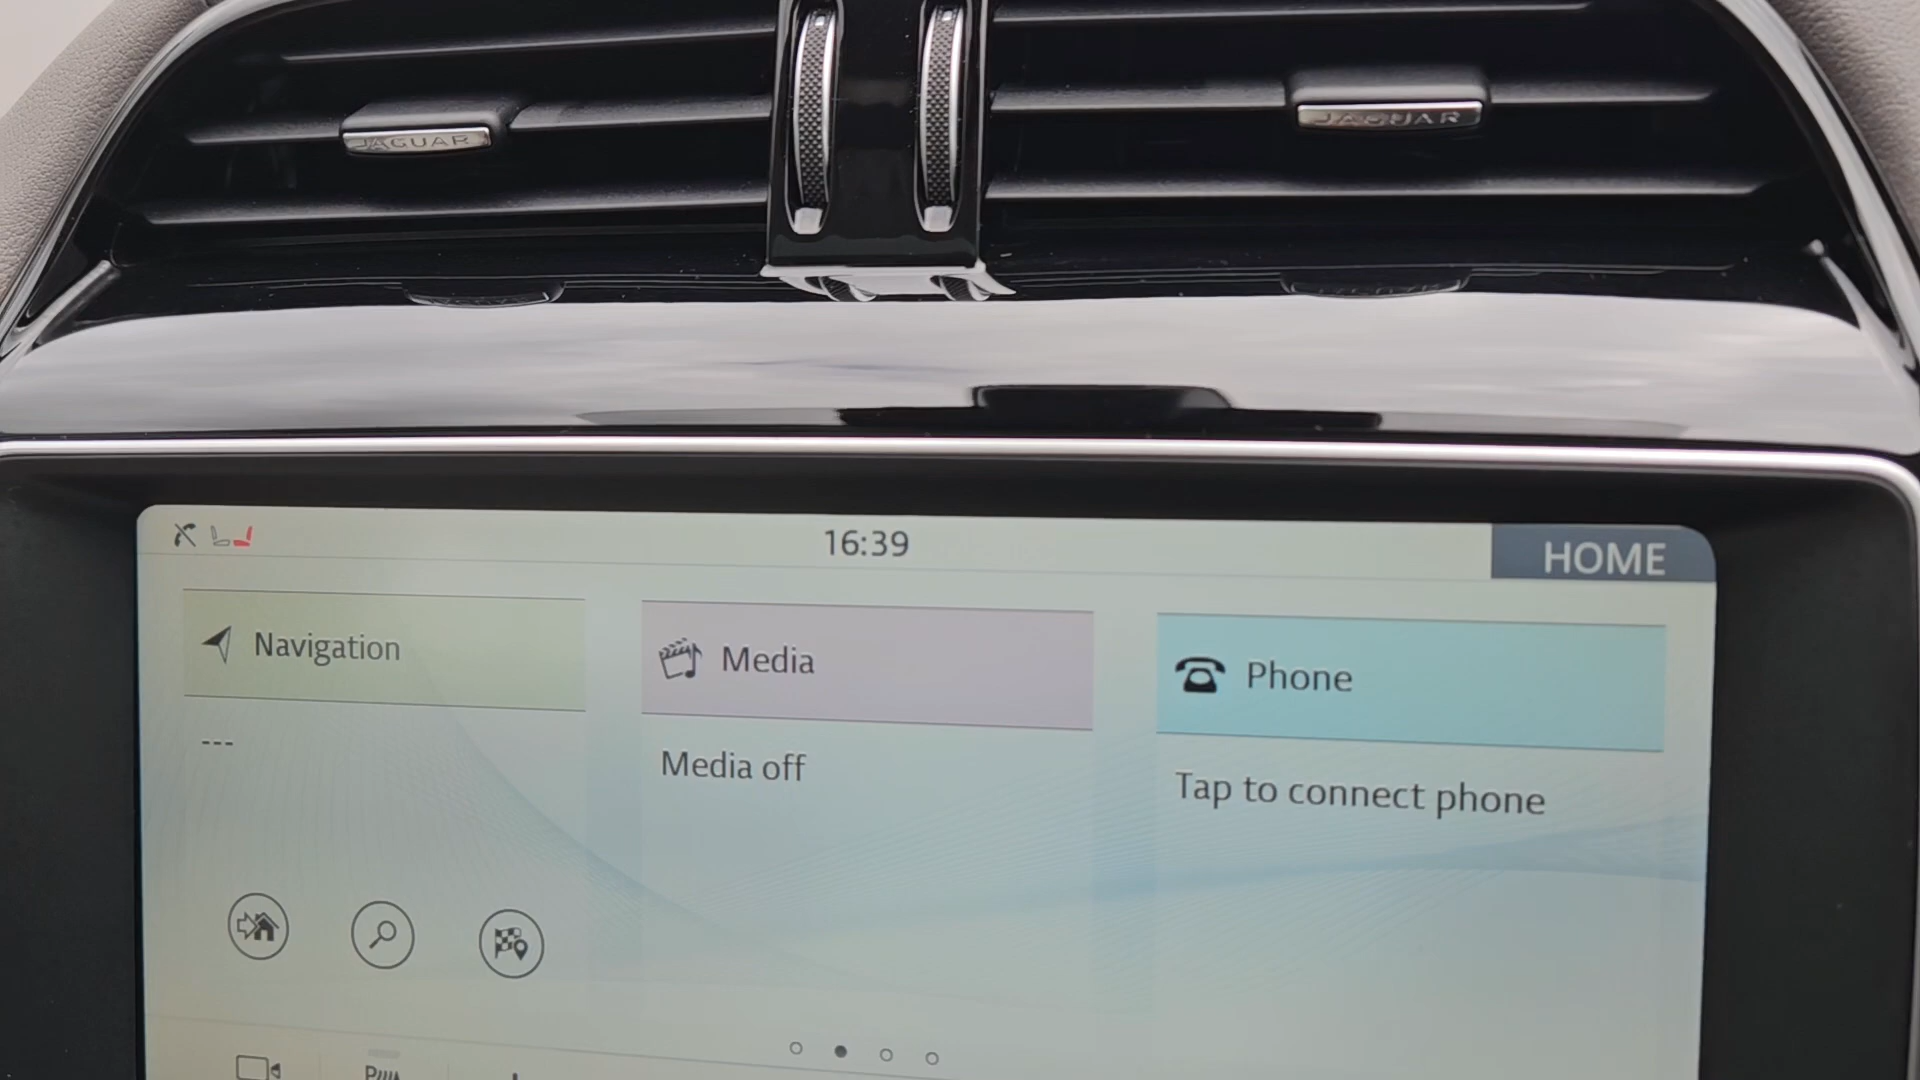 JAGUAR
JAGUAR
16:39
HOME
Navigation
Media
Phone
---
Media off
Tap to connect phone